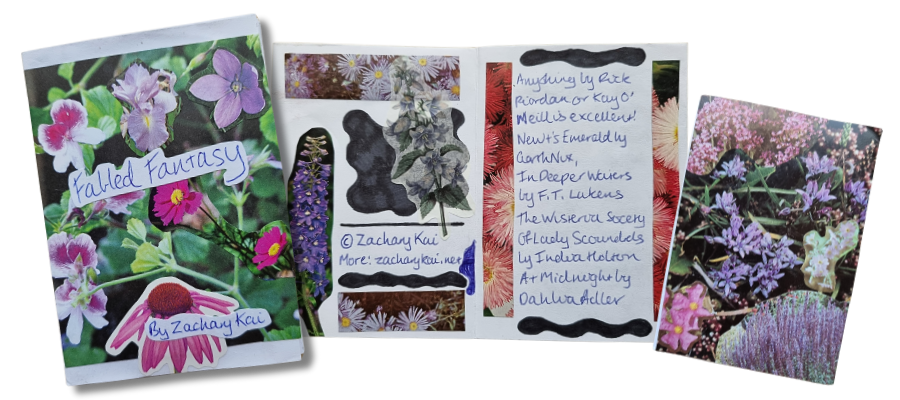 Fabled Fantasy
By Zachary Kai
© Zachary Kai
More: zacharykai.net
Anything by Rick
Riordan or Kay O'
Neill is excellent!
Newt's Emerald by
Garth Nix,
In Deeper Waters
by F.T. Lukens
The Wisteria Society
Of Lady Scoundrels
by India Holton
At Midnight by
Dahlia Adler